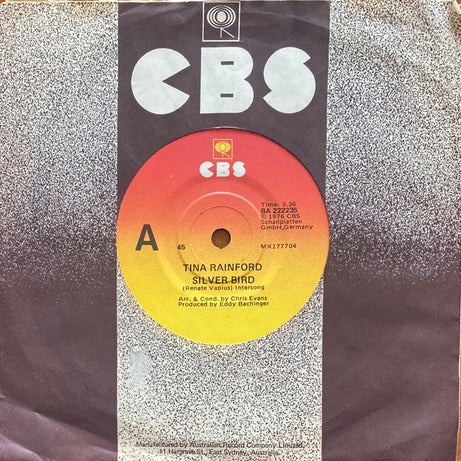 CBS
CBS
Time: 3.36
BA 222235
℗ 1976 CBS
Schallplatten
GmbH,Germany
A
45
MX177704
TINA RAINFORD
SILVER BIRD
(Renate Vaplus) Intersong
Arr. & Cond. by Chris Evans
Produced by Eddy Bachinger
Manufactured by Australian Record Company Limited,
11 Hargrave St., East Sydney, Australia.